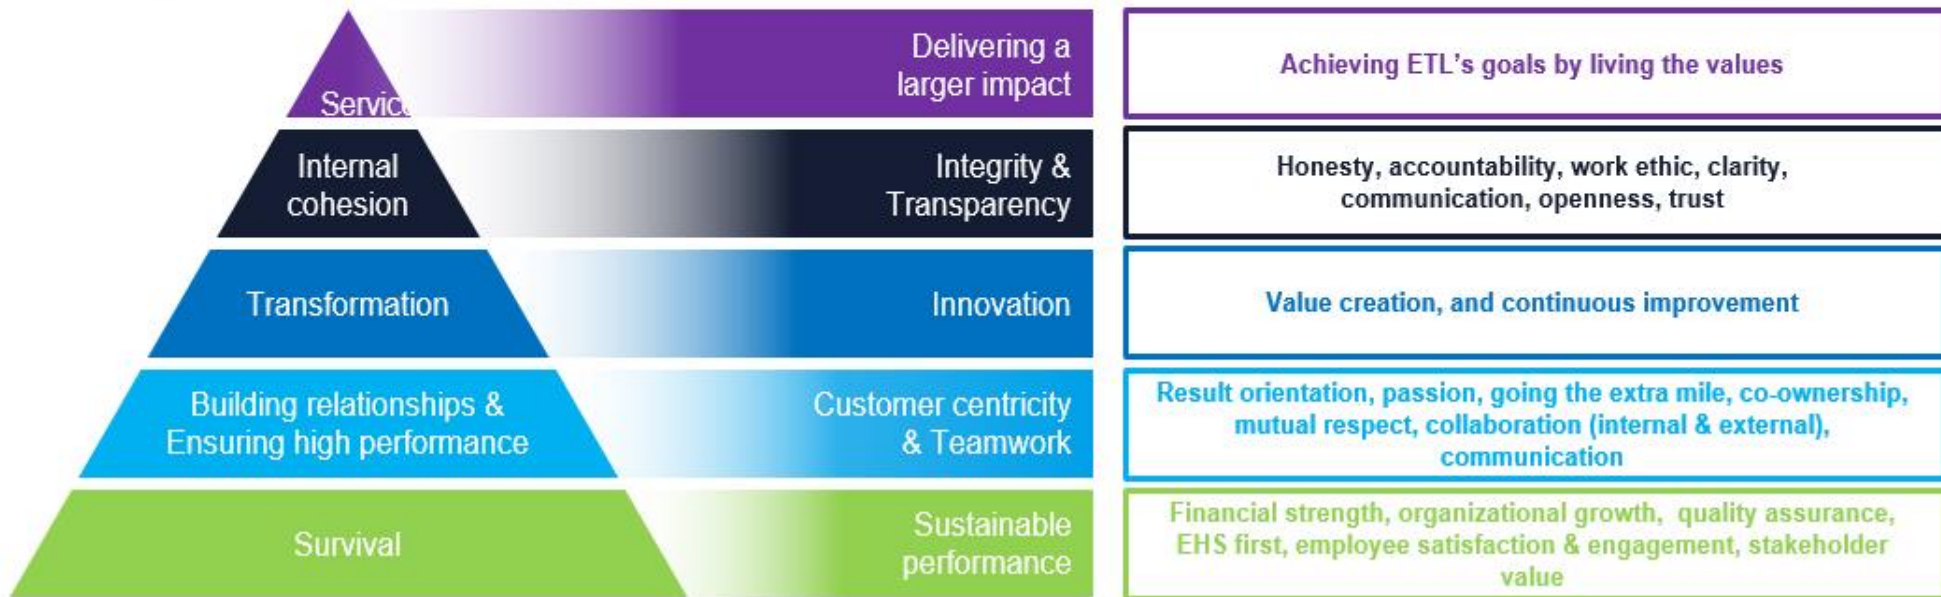 Service
Delivering a
larger impact
Achieving ETL's goals by living the values
Internal
cohesion
Integrity &
Transparency
Honesty, accountability, work ethic, clarity,
communication, openness, trust
Transformation
Innovation
Value creation, and continuous improvement
Building relationships &
Ensuring high performance
Customer centricity
& Teamwork
Result orientation, passion, going the extra mile, co-ownership,
mutual respect, collaboration (internal & external),
communication
Survival
Sustainable
performance
Financial strength, organizational growth, quality assurance,
EHS first, employee satisfaction & engagement, stakeholder
value